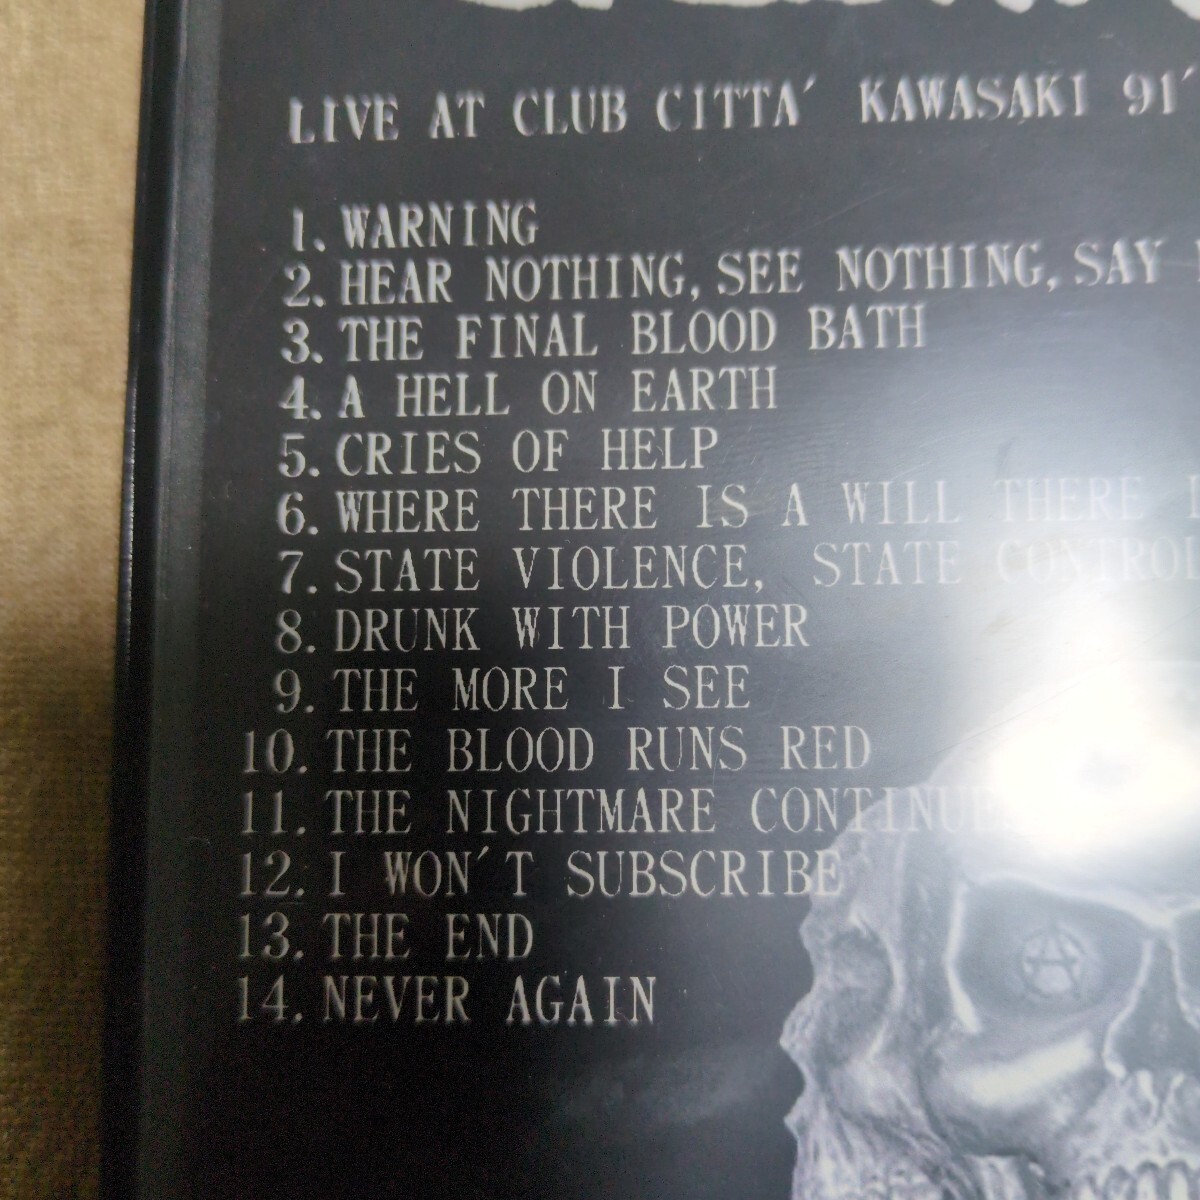 LIVE AT CLUB CITTA´ KAWASAKI 91´
1. WARNING
2. HEAR NOTHING, SEE NOTHING, SAY
3. THE FINAL BLOOD BATH
4. A HELL ON EARTH
5. CRIES OF HELP
6. WHERE THERE IS A WILL THERE
7. STATE VIOLENCE, STATE CONTROL
8. DRUNK WITH POWER
9. THE MORE I SEE
10. THE BLOOD RUNS RED
11. THE NIGHTMARE CONTINUE
12. I WON´T SUBSCRIBE
13. THE END
14. NEVER AGAIN